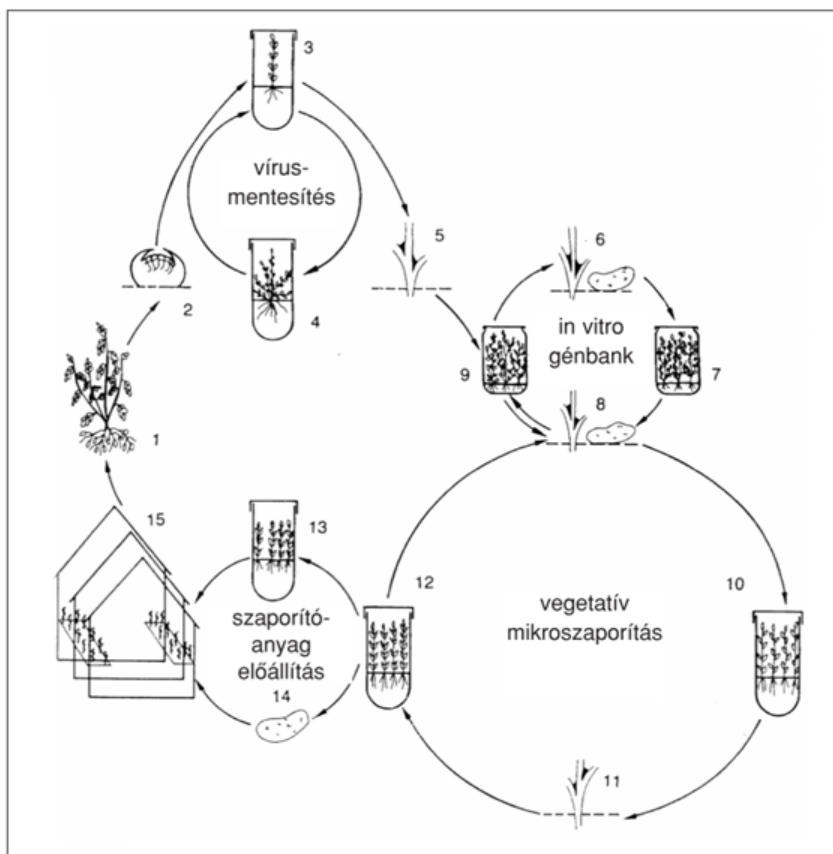 3
vírus-
mentesítés
5
6
2
4
in vitro
génbank
9
7
8
1
15
13
12
10
szaporító-
anyag
előállítás
vegetatív
mikroszaporítás
14
11